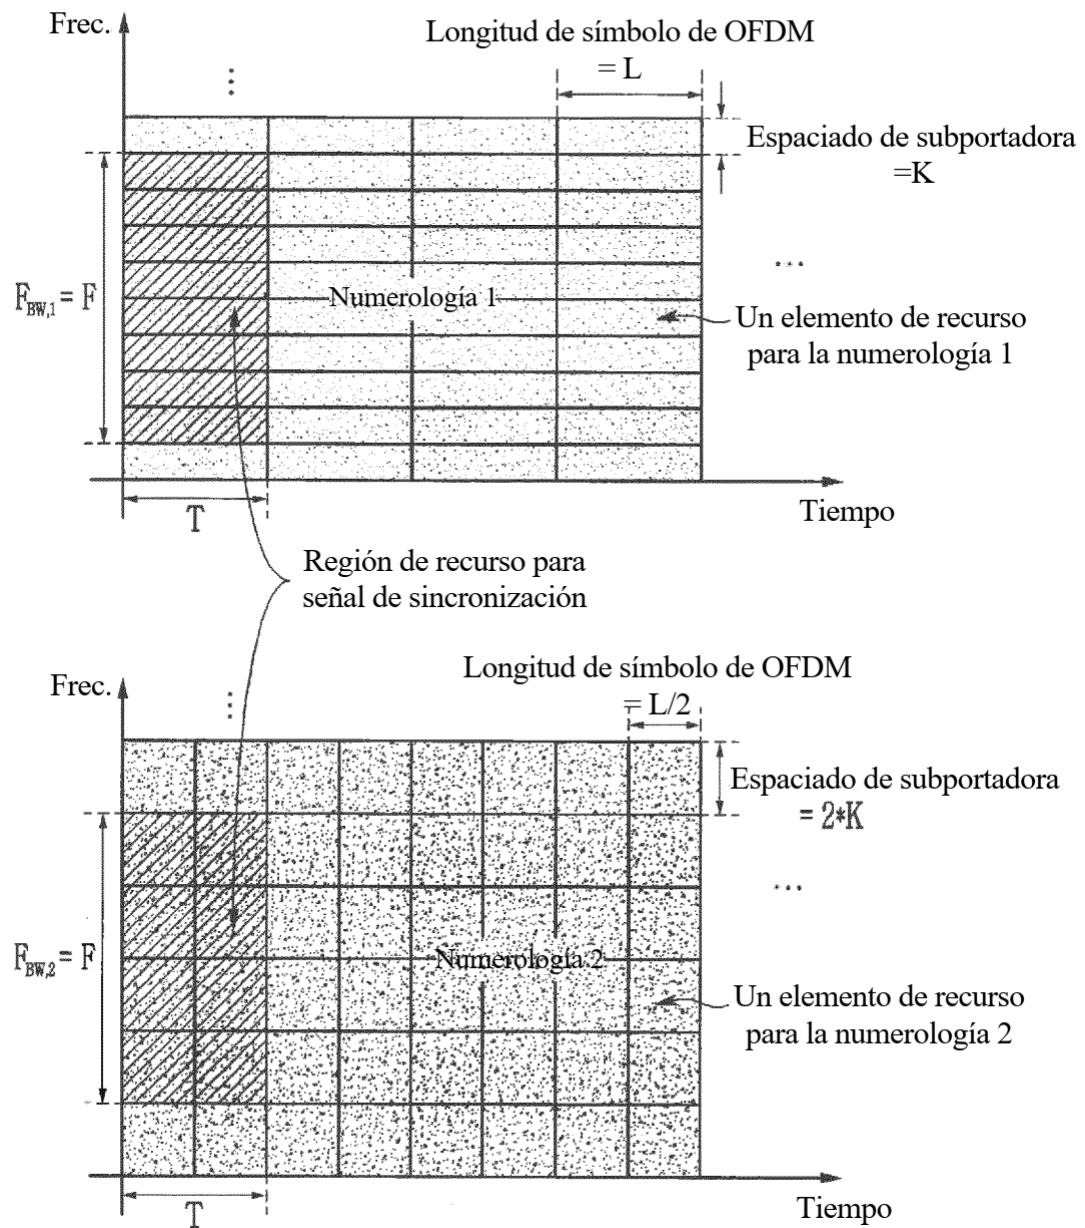 Frec.
Longitud de símbolo de OFDM
= L
Espaciado de subportadora
=K
F_BW,1 = F
Numerología 1
...
Un elemento de recurso
para la numerología 1
T
Tiempo
Región de recurso para
señal de sincronización
Longitud de símbolo de OFDM
= L/2
Frec.
Espaciado de subportadora
= 2*K
...
F_BW,2 = F
Numerología 2
Un elemento de recurso
para la numerología 2
T
Tiempo